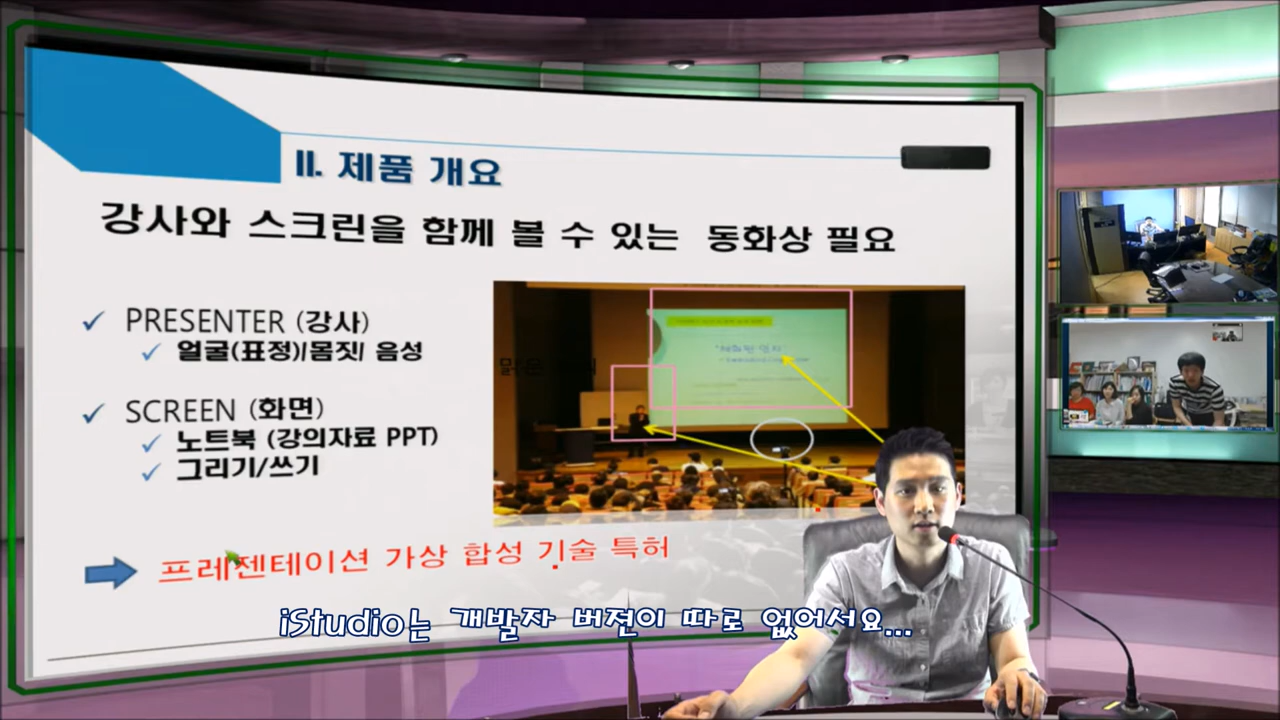 II. 제품 개요
강사와 스크린을 함께 볼 수 있는 동화상 필요
PRESENTER (강사)
얼굴(표정)/몸짓/ 음성
SCREEN (화면)
노트북 (강의자료 PPT)
그리기/쓰기
프레젠테이션 가상 합성 기술 특허
iStudio는 개발자 버젼이 따로 없어서요...